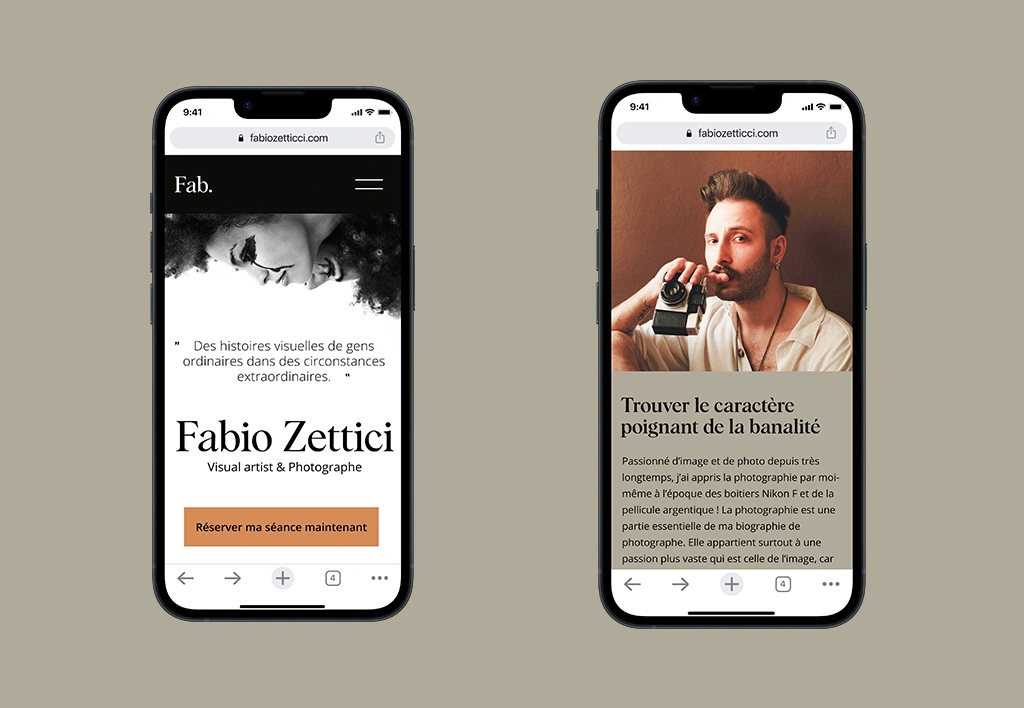 9:41
fabiozetticci.com
Fab.
" Des histoires visuelles de gens
ordinaires dans des circonstances
extraordinaires. "
Fabio Zettici
Visual artist & Photographe
Réserver ma séance maintenant
4
9:41
fabiozetticci.com
Trouver le caractère
poignant de la banalité
Passionné d'image et de photo depuis très
longtemps, j'ai appris la photographie par moi-
même à l'époque des boitiers Nikon F et de la
pellicule argentique ! La photographie est une
partie essentielle de ma biographie de
photographe. Elle appartient surtout à une
passion plus vaste qui est celle de l'image, car
4